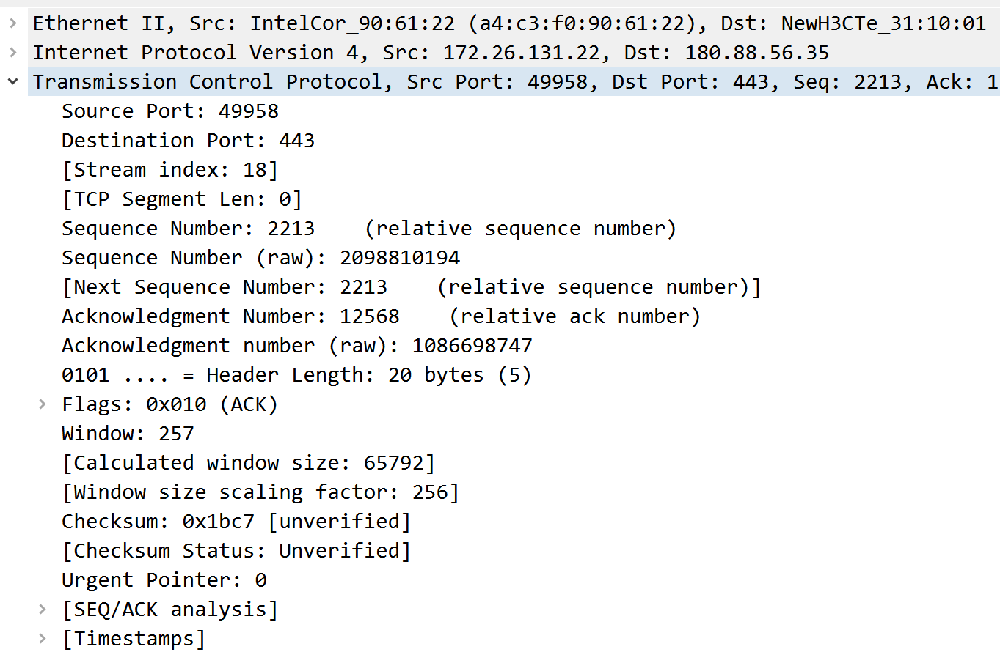 Ethernet II, Src: IntelCor_90:61:22 (a4:c3:f0:90:61:22), Dst: NewH3CTe_31:10:01
Internet Protocol Version 4, Src: 172.26.131.22, Dst: 180.88.56.35
Transmission Control Protocol, Src Port: 49958, Dst Port: 443, Seq: 2213, Ack: 1
Source Port: 49958
Destination Port: 443
[Stream index: 18]
[TCP Segment Len: 0]
Sequence Number: 2213    (relative sequence number)
Sequence Number (raw): 2098810194
[Next Sequence Number: 2213    (relative sequence number)]
Acknowledgment Number: 12568    (relative ack number)
Acknowledgment number (raw): 1086698747
0101 .... = Header Length: 20 bytes (5)
Flags: 0x010 (ACK)
Window: 257
[Calculated window size: 65792]
[Window size scaling factor: 256]
Checksum: 0x1bc7 [unverified]
[Checksum Status: Unverified]
Urgent Pointer: 0
[SEQ/ACK analysis]
[Timestamps]